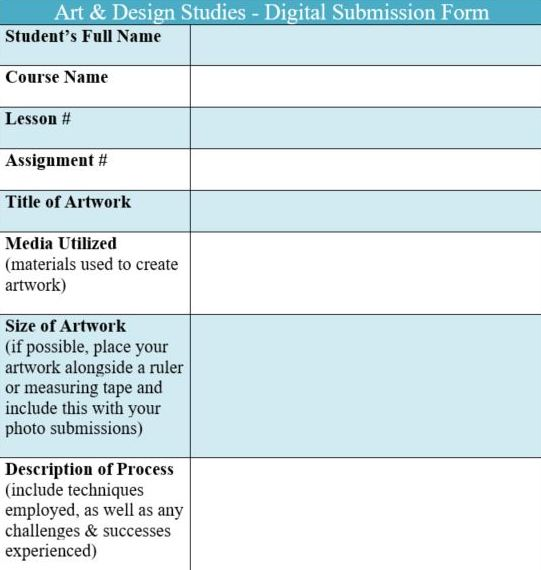 Art & Design Studies - Digital Submission Form
Student's Full Name
Course Name
Lesson #
Assignment #
Title of Artwork
Media Utilized
(materials used to create
artwork)
Size of Artwork
(if possible, place your
artwork alongside a ruler
or measuring tape and
include this with your
photo submissions)
Description of Process
(include techniques
employed, as well as any
challenges & successes
experienced)